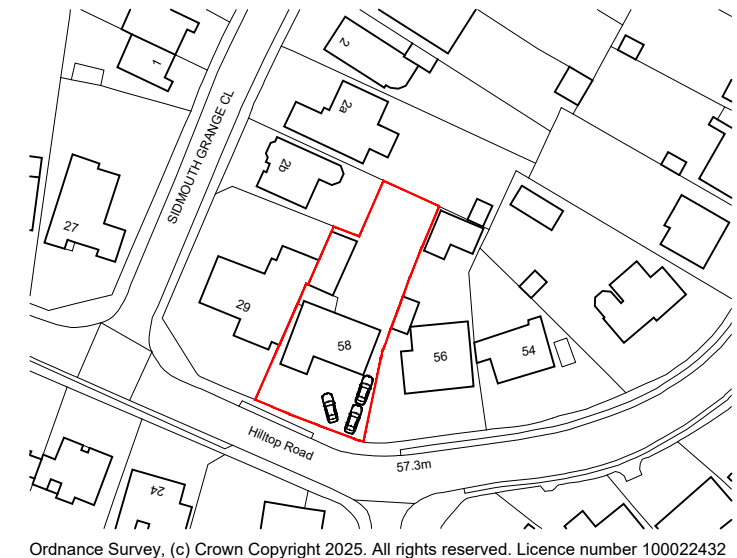 1
2
2a
SIDMOUTH GRANGE CL
2b
27
29
58
56
54
Hilltop Road
57.3m
24
Ordnance Survey, (c) Crown Copyright 2025. All rights reserved. Licence number 100022432